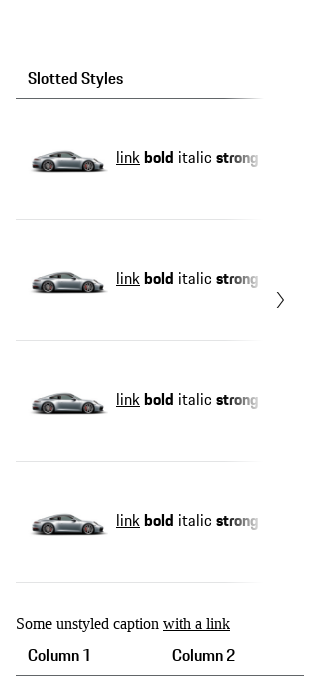 Slotted Styles
link bold italic strong
link bold italic strong
link bold italic strong
link bold italic strong
Some unstyled caption with a link
Column 1 Column 2